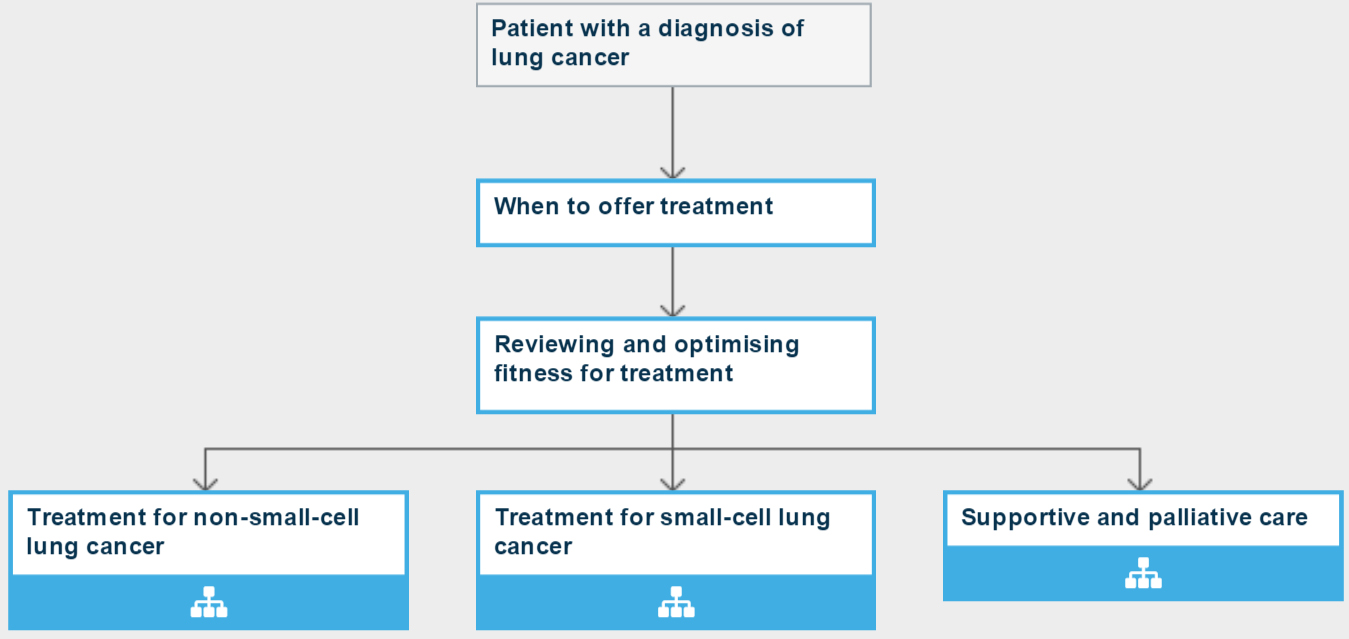 Patient with a diagnosis of
lung cancer
When to offer treatment
Reviewing and optimising
fitness for treatment
Treatment for non-small-cell
lung cancer
Treatment for small-cell lung
cancer
Supportive and palliative care